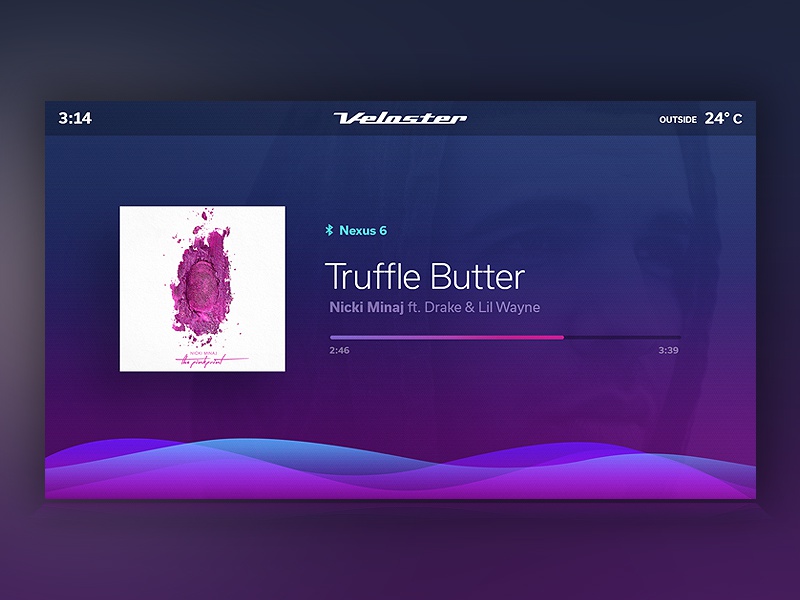 3:14
Veloster
OUTSIDE 24° C
Nexus 6
Truffle Butter
Nicki Minaj ft. Drake & Lil Wayne
2:46
3:39
NICKI MINAJ
the pinkprint